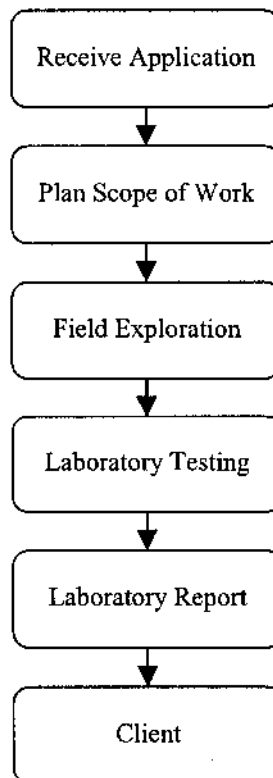 Receive Application
Plan Scope of Work
Field Exploration
Laboratory Testing
Laboratory Report
Client